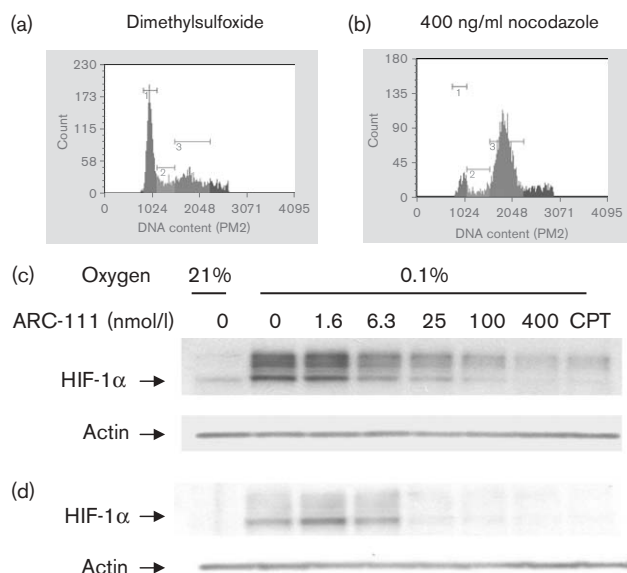 (a) Dimethylsulfoxide
230
173
115
58
0
Count
1
2
3
0 1024 2048 3071 4095
DNA content (PM2)
(b) 400 ng/ml nocodazole
180
135
90
45
0
Count
1
2
3
0 1024 2048 3071 4095
DNA content (PM2)
(c) Oxygen 21% 0.1%
ARC-111 (nmol/l) 0 0 1.6 6.3 25 100 400 CPT
HIF-1α
Actin
(d)
HIF-1α
Actin